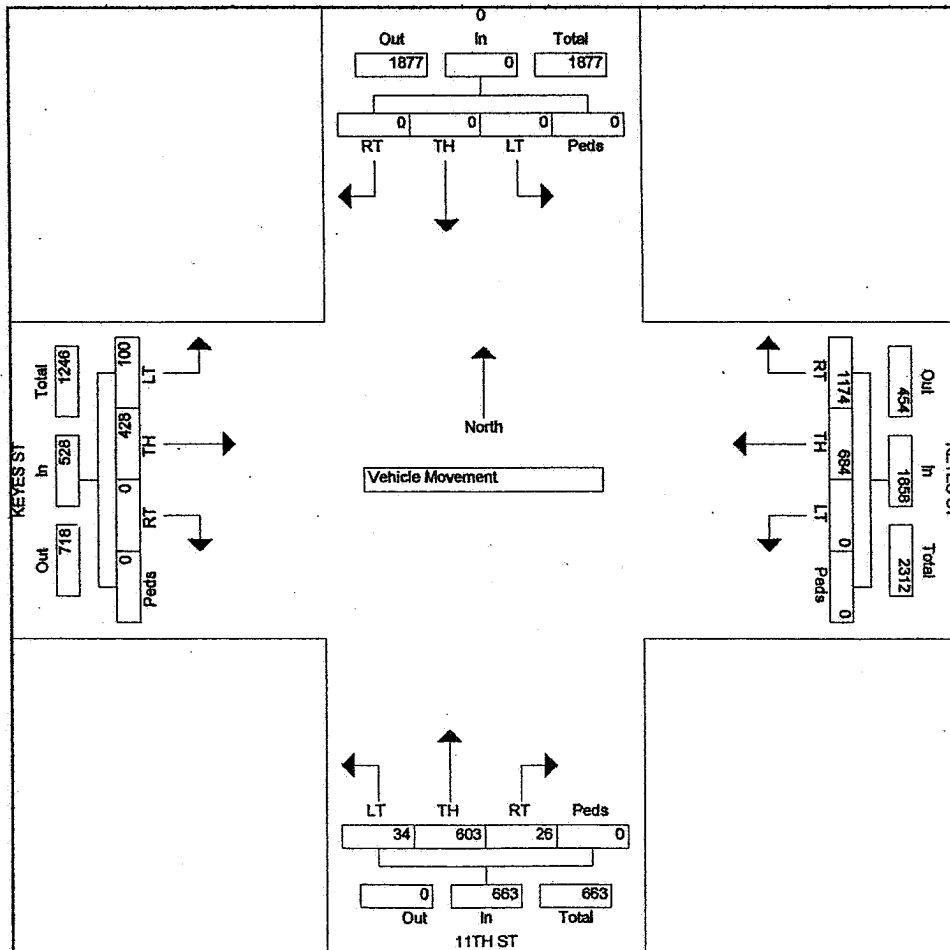 0
Out In Total
1877 0 1877
0 0 0 0
RT TH LT Peds
KEYES ST
Total In Out
1246 528 718
100 428 0 0
LT TH RT Peds
North
Vehicle Movement
RT TH LT Peds
1174 684 0 0
Out In Total
454 1858 2312
LT TH RT Peds
34 603 26 0
0 663 663
Out In Total
11TH ST